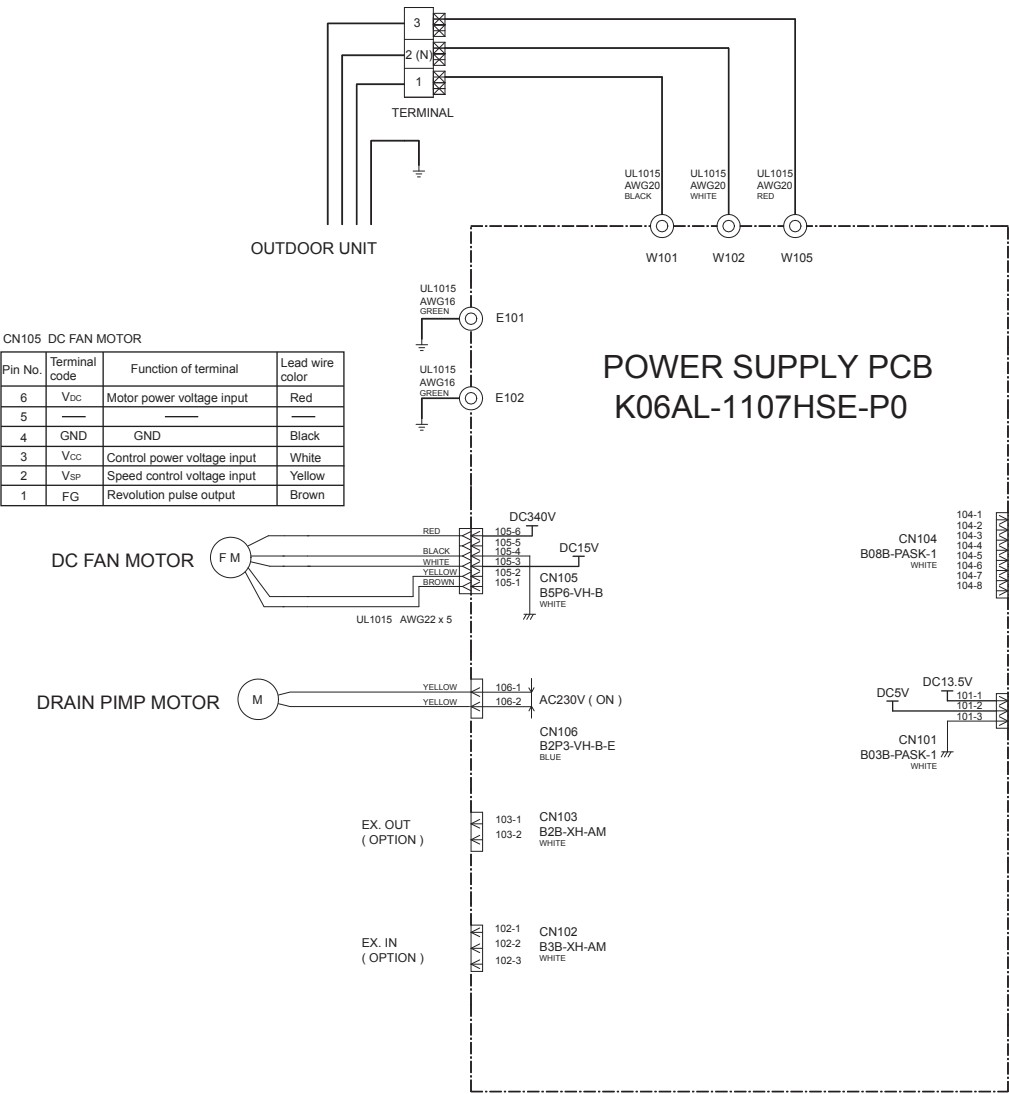 3
2 (N)
1
TERMINAL
OUTDOOR UNIT
UL1015
AWG20
BLACK
UL1015
AWG20
WHITE
UL1015
AWG20
RED
W101
W102
W105
UL1015
AWG16
GREEN
E101
UL1015
AWG16
GREEN
E102
POWER SUPPLY PCB
K06AL-1107HSE-P0
CN105 DC FAN MOTOR
Pin No. Terminal code Function of terminal Lead wire color
6 VDC Motor power voltage input Red
5 — — —
4 GND GND Black
3 VCC Control power voltage input White
2 VSP Speed control voltage input Yellow
1 FG Revolution pulse output Brown
DC FAN MOTOR
F M
RED
BLACK
WHITE
YELLOW
BROWN
UL1015 AWG22 x 5
105-6
105-5
105-4
105-3
105-2
105-1
DC340V
DC15V
CN105
B5P6-VH-B
WHITE
104-1
104-2
104-3
104-4
104-5
104-6
104-7
104-8
CN104
B08B-PASK-1
WHITE
DRAIN PIMP MOTOR
M
YELLOW
YELLOW
106-1
106-2
AC230V ( ON )
CN106
B2P3-VH-B-E
BLUE
DC13.5V
DC5V
101-1
101-2
101-3
CN101
B03B-PASK-1
WHITE
EX. OUT
( OPTION )
103-1
103-2
CN103
B2B-XH-AM
WHITE
EX. IN
( OPTION )
102-1
102-2
102-3
CN102
B3B-XH-AM
WHITE